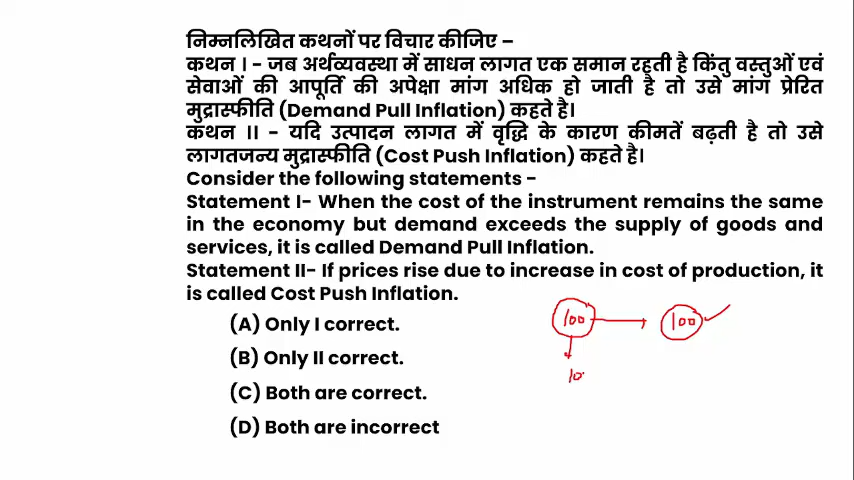 निम्नलिखित कथनों पर विचार कीजिए –
कथन I - जब अर्थव्यवस्था में साधन लागत एक समान रहती है किंतु वस्तुओं एवं
सेवाओं की आपूर्ति की अपेक्षा मांग अधिक हो जाती है तो उसे मांग प्रेरित
मुद्रास्फीति (Demand Pull Inflation) कहते है।
कथन II - यदि उत्पादन लागत में वृद्धि के कारण कीमतें बढ़ती है तो उसे
लागतजन्य मुद्रास्फीति (Cost Push Inflation) कहते है।
Consider the following statements -
Statement I- When the cost of the instrument remains the same
in the economy but demand exceeds the supply of goods and
services, it is called Demand Pull Inflation.
Statement II- If prices rise due to increase in cost of production, it
is called Cost Push Inflation.
(A) Only I correct.
100 100
(B) Only II correct.
10
(C) Both are correct.
(D) Both are incorrect